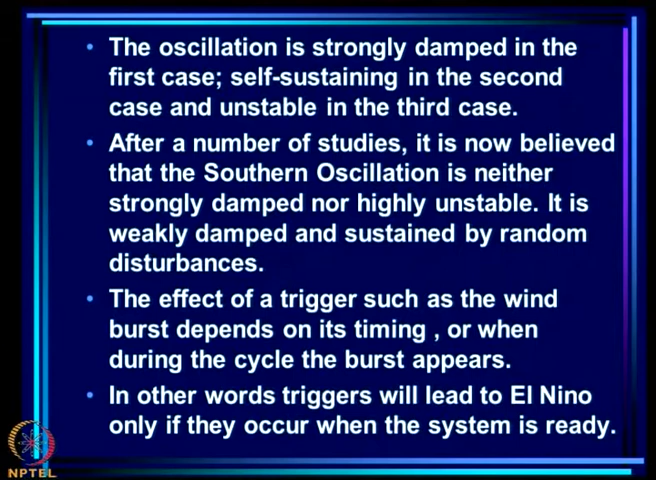 • The oscillation is strongly damped in the
first case; self-sustaining in the second
case and unstable in the third case.
• After a number of studies, it is now believed
that the Southern Oscillation is neither
strongly damped nor highly unstable. It is
weakly damped and sustained by random
disturbances.
• The effect of a trigger such as the wind
burst depends on its timing , or when
during the cycle the burst appears.
• In other words triggers will lead to El Nino
only if they occur when the system is ready.
NPTEL